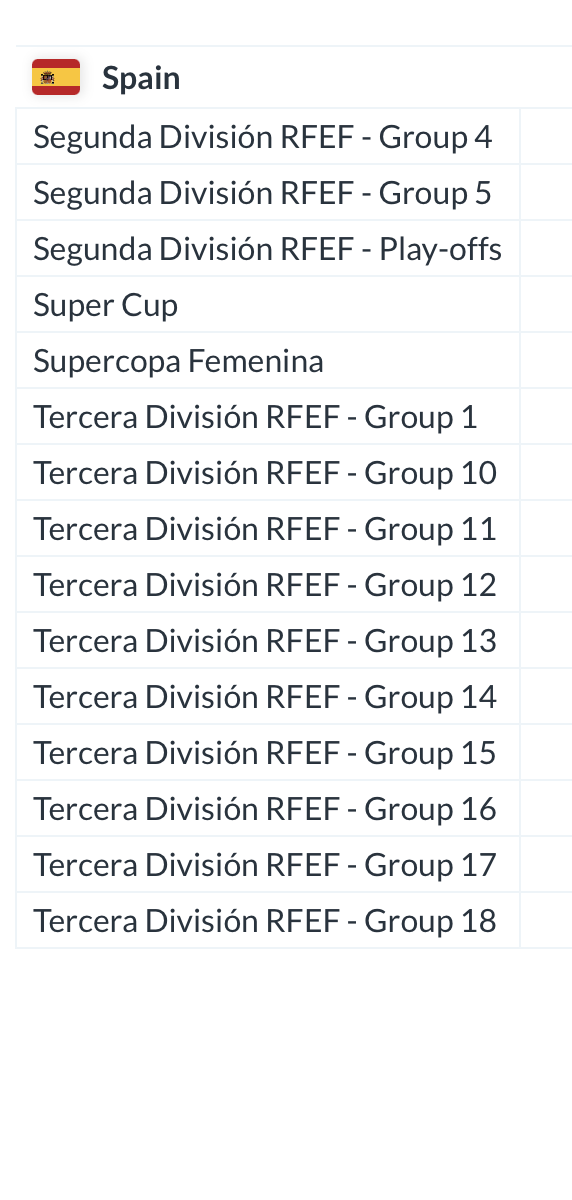 Spain
Segunda División RFEF - Group 4
Segunda División RFEF - Group 5
Segunda División RFEF - Play-offs
Super Cup
Supercopa Femenina
Tercera División RFEF - Group 1
Tercera División RFEF - Group 10
Tercera División RFEF - Group 11
Tercera División RFEF - Group 12
Tercera División RFEF - Group 13
Tercera División RFEF - Group 14
Tercera División RFEF - Group 15
Tercera División RFEF - Group 16
Tercera División RFEF - Group 17
Tercera División RFEF - Group 18